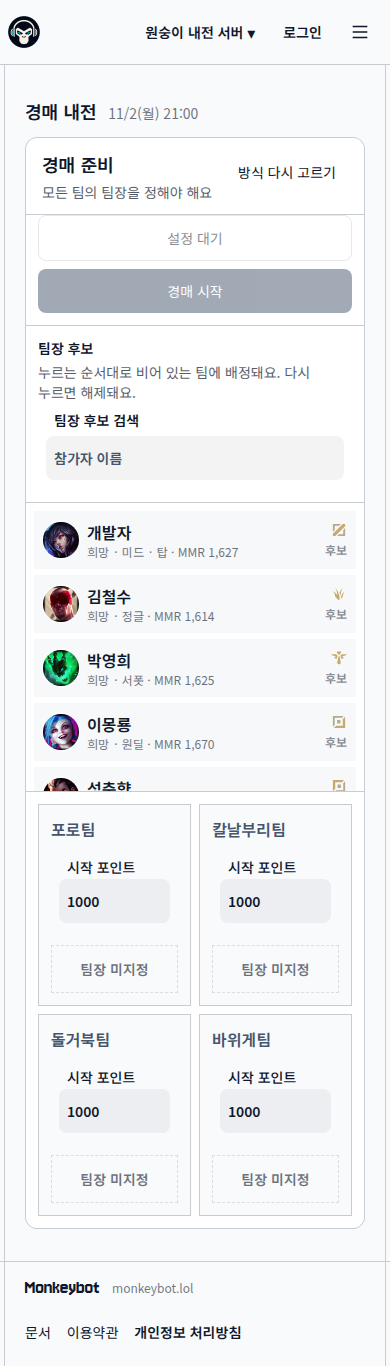 원숭이 내전 서버 ▾ 로그인
경매 내전 11/2(월) 21:00
경매 준비
모든 팀의 팀장을 정해야 해요
방식 다시 고르기
설정 대기
경매 시작
팀장 후보
누르는 순서대로 비어 있는 팀에 배정돼요. 다시
누르면 해제돼요.
팀장 후보 검색
참가자 이름
개발자
희망 · 미드 · 탑 · MMR 1,627
후보
김철수
희망 · 정글 · MMR 1,614
후보
박영희
희망 · 서폿 · MMR 1,625
후보
이몽룡
희망 · 원딜 · MMR 1,670
후보
포로팀
시작 포인트
1000
팀장 미지정
칼날부리팀
시작 포인트
1000
팀장 미지정
돌거북팀
시작 포인트
1000
팀장 미지정
바위게팀
시작 포인트
1000
팀장 미지정
Monkeybot monkeybot.lol
문서 이용약관 개인정보 처리방침